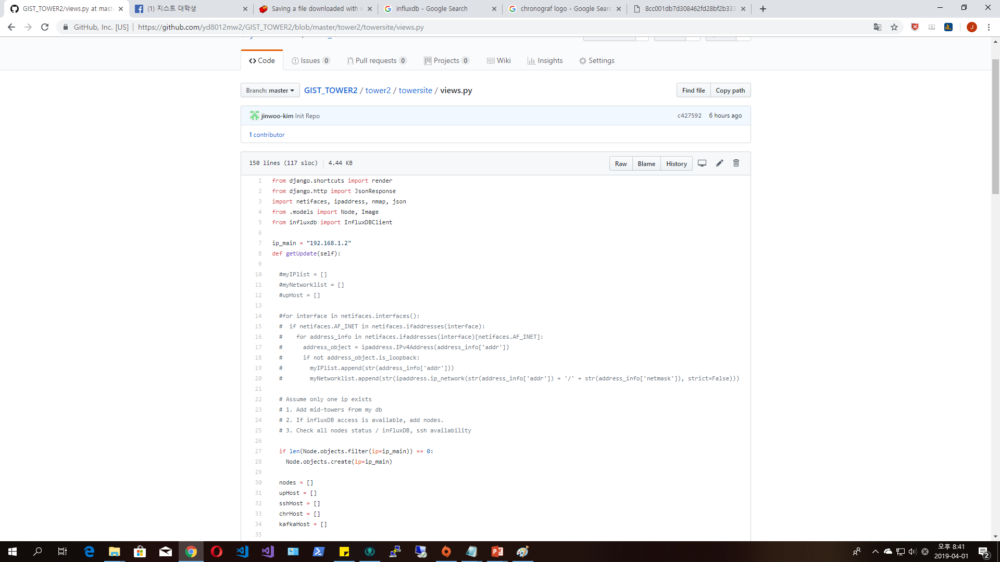 GIST_TOWER2/views.py at mast
(1) 지스트 대학생
Saving a file downloaded with w
influxdb - Google Search
chronograf logo - Google Searc
8cc001db7d308462fd28bf2b333
GitHub, Inc. [US]
https://github.com/yd8012mw2/GIST_TOWER2/blob/master/tower2/towersite/views.py
J
Code
Issues 0
Pull requests 0
Projects 0
Wiki
Insights
Settings
Branch: master
GIST_TOWER2 / tower2 / towersite / views.py
Find file
Copy path
jinwoo-kim Init Repo
c427592
6 hours ago
1 contributor
150 lines (117 sloc)
4.44 KB
Raw
Blame
History
1 from django.shortcuts import render
2 from django.http import JsonResponse
3 import netifaces, ipaddress, nmap, json
4 from .models import Node, Image
5 from influxdb import InfluxDBClient
6
7 ip_main = "192.168.1.2"
8 def getUpdate(self):
9
10 #myIPlist = []
11 #myNetworklist = []
12 #upHost = []
13
14 #for interface in netifaces.interfaces():
15 #  if netifaces.AF_INET in netifaces.ifaddresses(interface):
16 #    for address_info in netifaces.ifaddresses(interface)[netifaces.AF_INET]:
17 #      address_object = ipaddress.IPv4Address(address_info['addr'])
18 #      if not address_object.is_loopback:
19 #        myIPlist.append(str(address_info['addr']))
20 #        myNetworklist.append(str(ipaddress.ip_network(str(address_info['addr']) + '/' + str(address_info['netmask']), strict=False)))
21
22 # Assume only one ip exists
23 # 1. Add mid-towers from my db
24 # 2. If influxDB access is available, add nodes.
25 # 3. Check all nodes status / influxDB, ssh availability
26
27 if len(Node.objects.filter(ip=ip_main)) == 0:
28   Node.objects.create(ip=ip_main)
29
30 nodes = []
31 upHost = []
32 sshHost = []
33 chrHost = []
34 kafkaHost = []
35
오후 8:41
2019-04-01
2